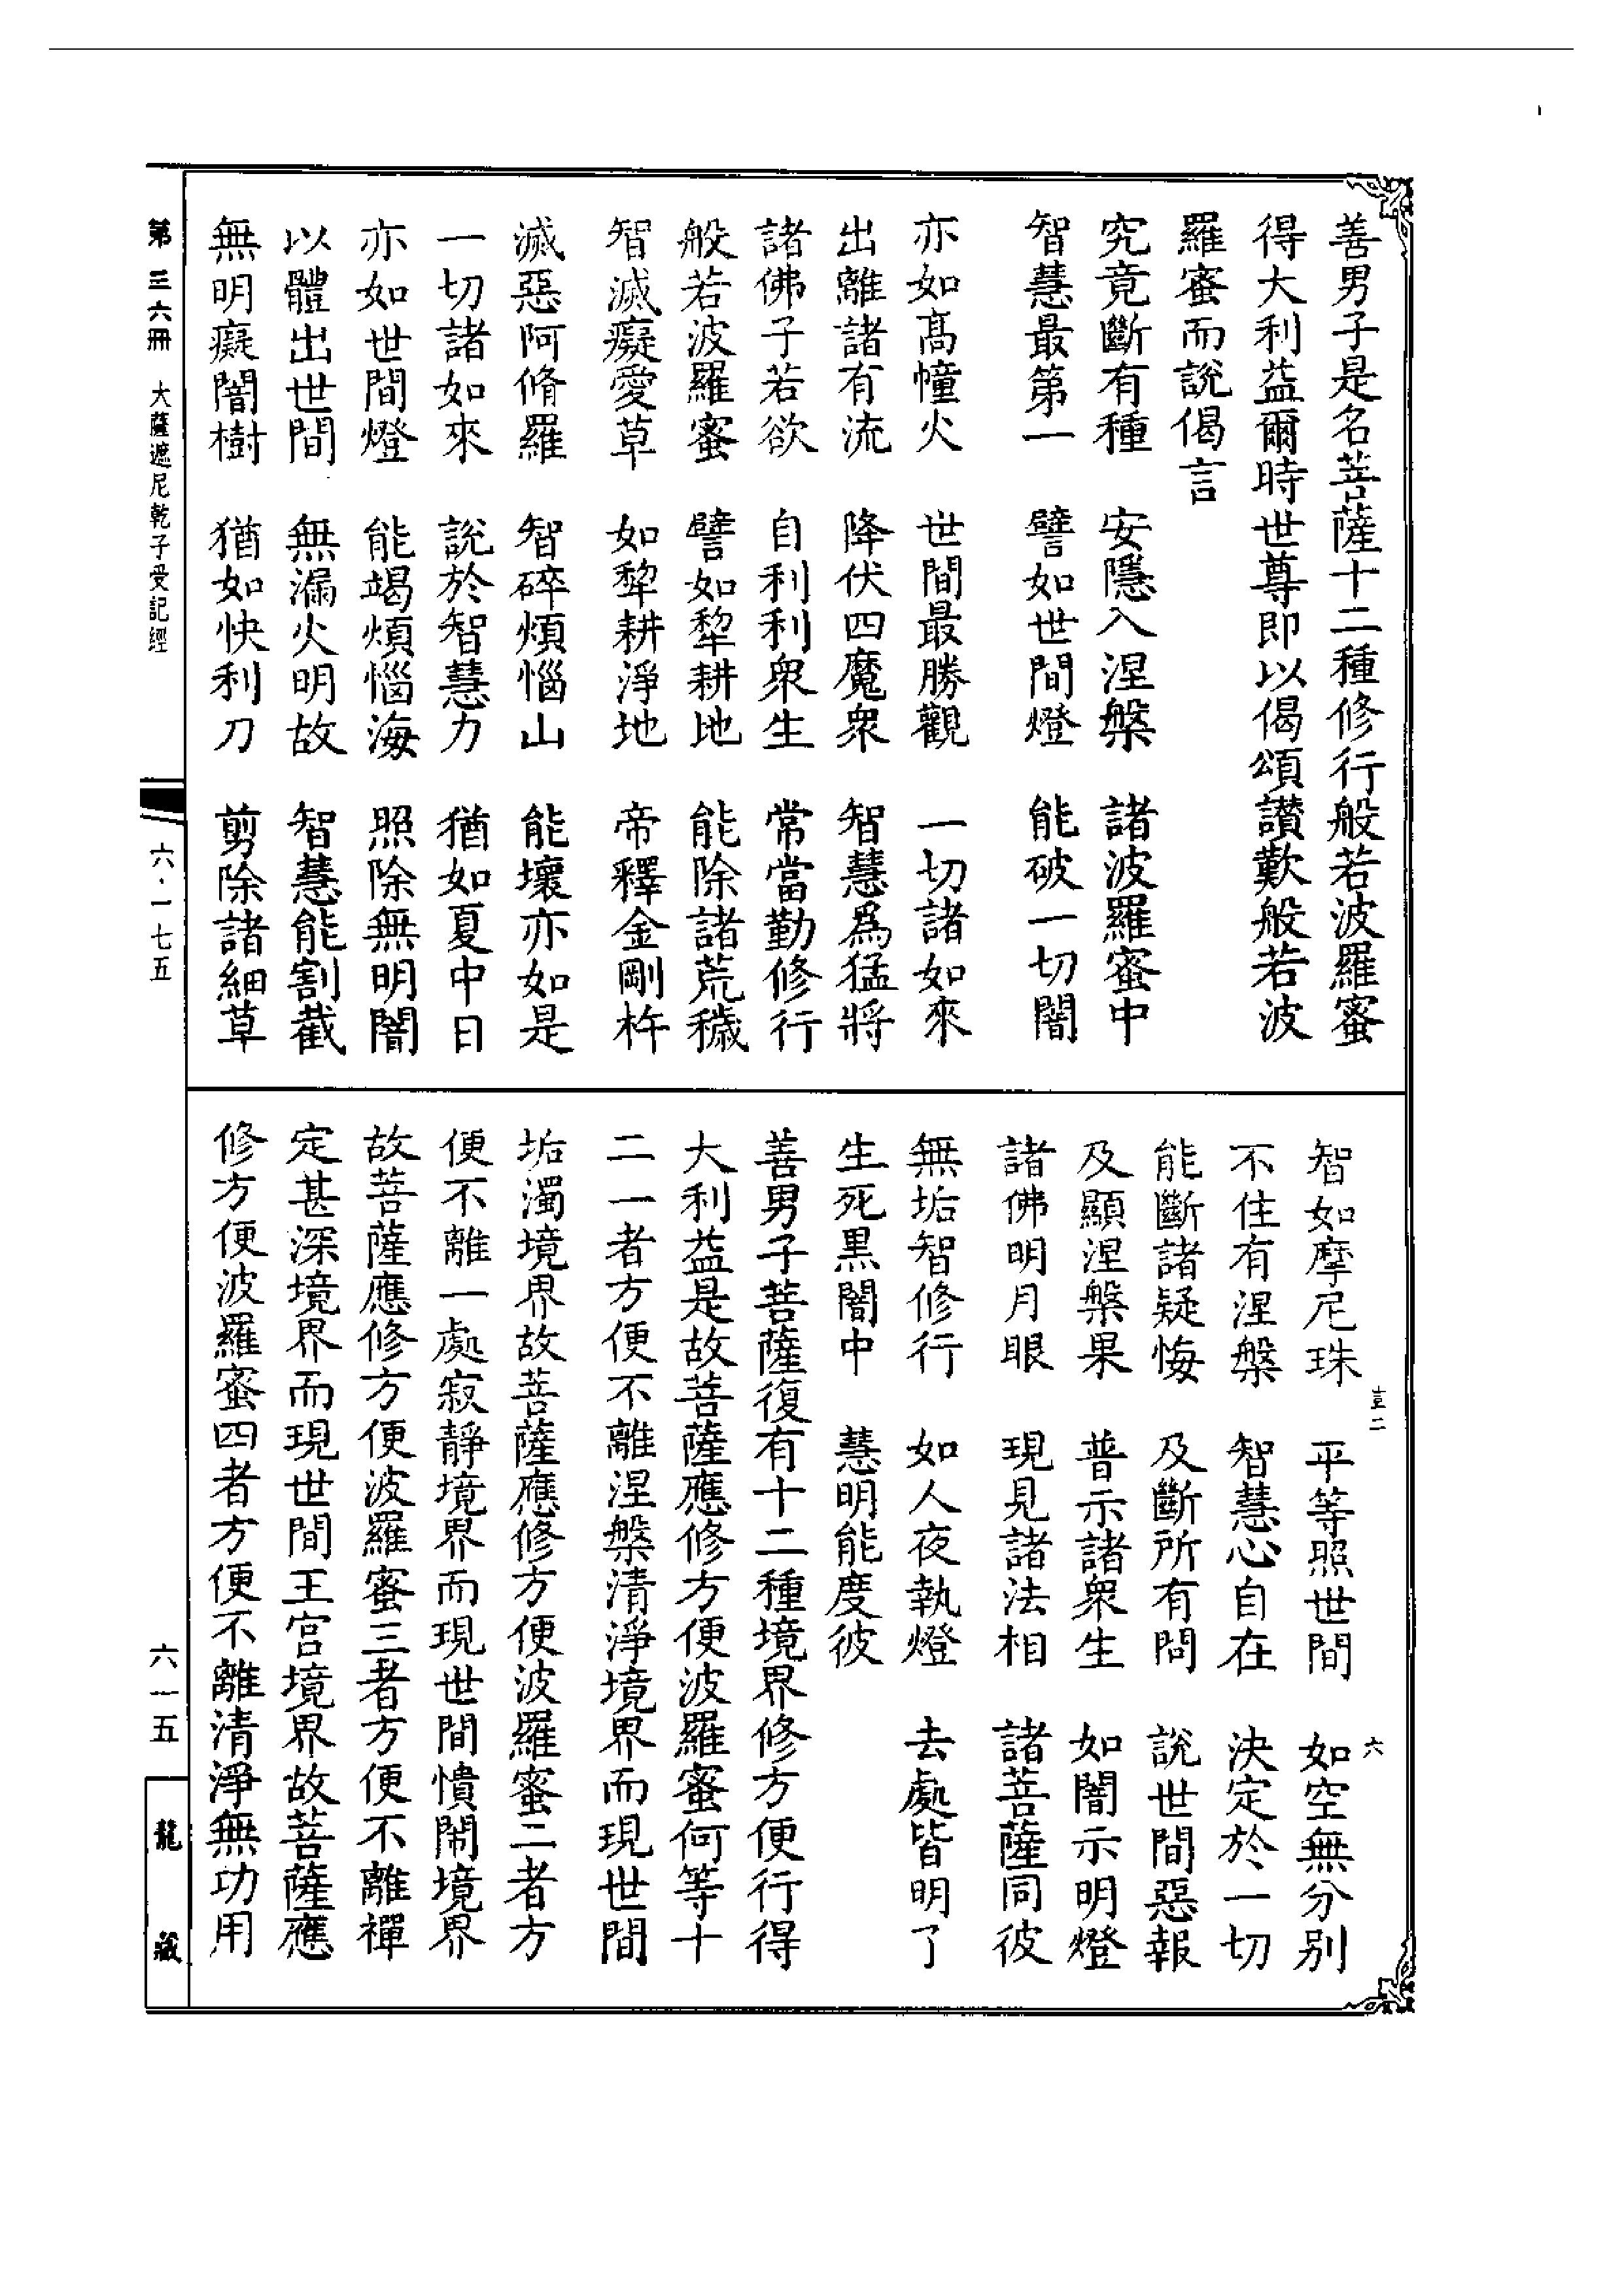 善男子是名菩薩十二種修行般若波羅蜜
得大利益爾時世尊即以偈頌讚歎般若波
羅蜜而說偈言
究竟斷有種　安隱入涅槃　諸波羅蜜中
智慧最第一　譬如世間燈　能破一切闇
亦如高幢火　世間最勝觀　一切諸如來
出離諸有流　降伏四魔衆　智慧爲猛將
諸佛子若欲　自利利衆生　常當勤修行
般若波羅蜜　譬如犂耕地　能除諸荒穢
智滅癡愛草　如犂耕淨地　帝釋金剛杵
滅惡阿脩羅　智碎煩惱山　能壞亦如是
一切諸如來　說於智慧力　猶如夏中日
亦如世間燈　能竭煩惱海　照除無明闇
以體出世間　無漏火明故　智慧能割截
無明癡闇樹　猶如快利刀　剪除諸細草
智如摩尼珠　平等照世間　如空無分別
不住有涅槃　智慧心自在　決定於一切
能斷諸疑悔　及斷所有問　說世間惡報
及顯涅槃果　普示諸衆生　如闇示明燈
諸佛明月眼　現見諸法相　諸菩薩同彼
無垢智修行　如人夜執燈　去處皆明了
生死黑闇中　慧明能度彼
善男子菩薩復有十二種境界修方便行得
大利益是故菩薩應修方便波羅蜜何等十
二一者方便不離涅槃清淨境界而現世間
垢濁境界故菩薩應修方便波羅蜜二者方
便不離一處寂靜境界而現世間憒鬧境界
故菩薩應修方便波羅蜜三者方便不離禪
定甚深境界而現世間王宮境界故菩薩應
修方便波羅蜜四者方便不離清淨無功用
壹二
六
第三六冊　大薩遮尼乾子受記經
六·一七五
六一五
龍藏